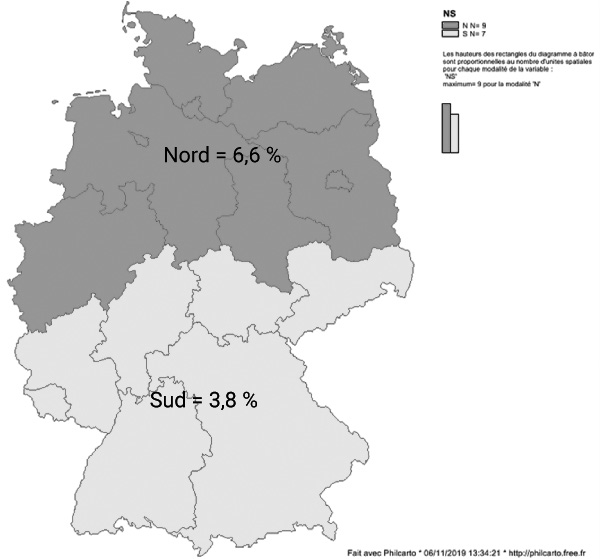 NS
N N= 9
S N= 7
Les hauteurs des rectangles du diagramme à bâton
sont proportionnelles au nombre d'unites spatiales
pour chaque modalité de la variable :
"NS"
maximum= 9 pour la modalité "N"
Nord = 6,6 %
Sud = 3,8 %
Fait avec Philcarto * 06/11/2019 13:34:21 * http://philcarto.free.fr